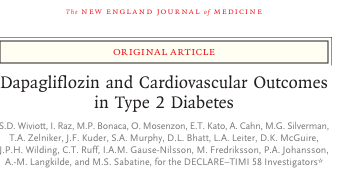 The NEW ENGLAND JOURNAL of MEDICINE
ORIGINAL ARTICLE
Dapagliflozin and Cardiovascular Outcomes
in Type 2 Diabetes
S.D. Wiviott, I. Raz, M.P. Bonaca, O. Mosenzon, E.T. Kato, A. Cahn, M.G. Silverman,
T.A. Zelniker, J.F. Kuder, S.A. Murphy, D.L. Bhatt, L.A. Leiter, D.K. McGuire,
J.P.H. Wilding, C.T. Ruff, I.A.M. Gause-Nilsson, M. Fredriksson, P.A. Johansson,
A.-M. Langkilde, and M.S. Sabatine, for the DECLARE–TIMI 58 Investigators*